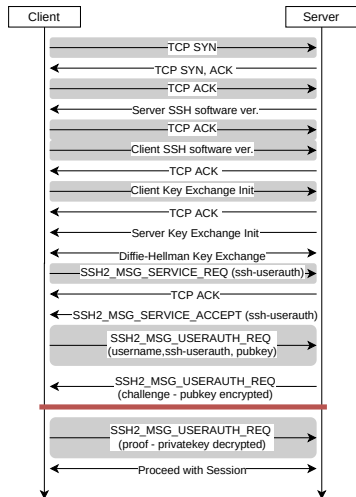 Client Server
TCP SYN
TCP SYN, ACK
TCP ACK
Server SSH software ver.
TCP ACK
Client SSH software ver.
TCP ACK
Client Key Exchange Init
TCP ACK
Server Key Exchange Init
Diffie-Hellman Key Exchange
SSH2_MSG_SERVICE_REQ (ssh-userauth)
TCP ACK
SSH2_MSG_SERVICE_ACCEPT (ssh-userauth)
SSH2_MSG_USERAUTH_REQ
(username,ssh-userauth, pubkey)
SSH2_MSG_USERAUTH_REQ
(challenge - pubkey encrypted)
SSH2_MSG_USERAUTH_REQ
(proof - privatekey decrypted)
Proceed with Session